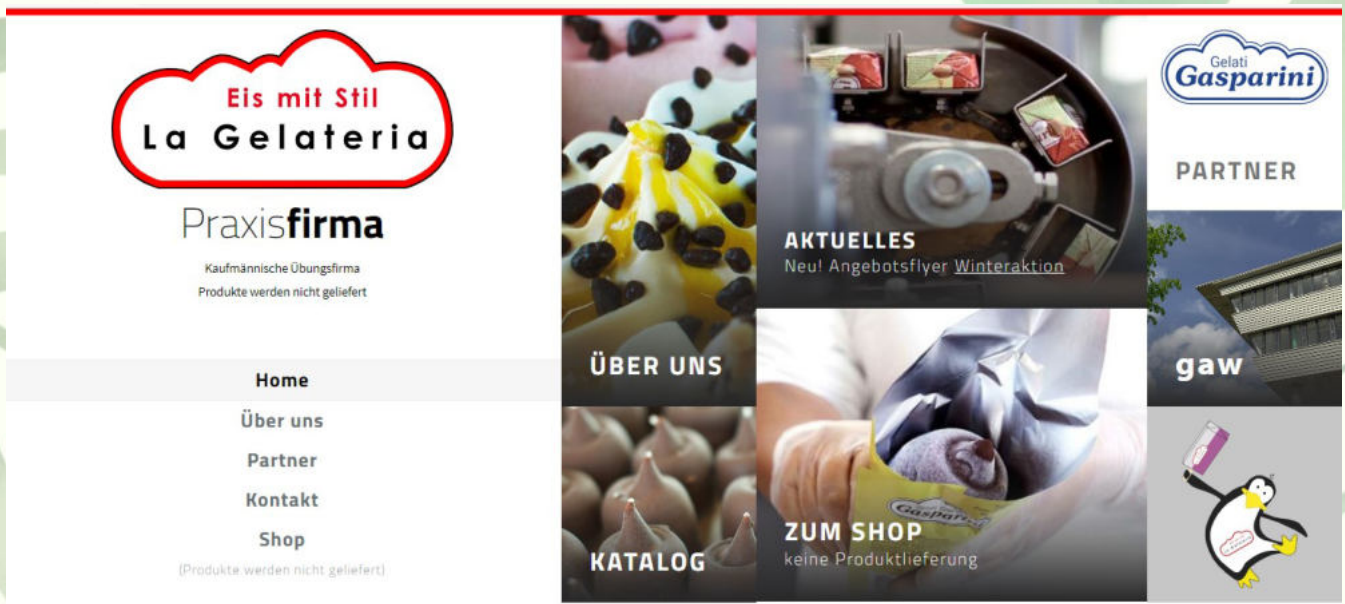 Eis mit Stil
La Gelateria
Praxisfirma
Kaufmännische Übungsfirma
Produkte werden nicht geliefert
Home
Über uns
Partner
Kontakt
Shop
(Produkte werden nicht geliefert)
ÜBER UNS
KATALOG
AKTUELLES
Neu! Angebotsflyer Winteraktion
Gasparini
ZUM SHOP
keine Produktlieferung
Gelati
Gasparini
PARTNER
gaw